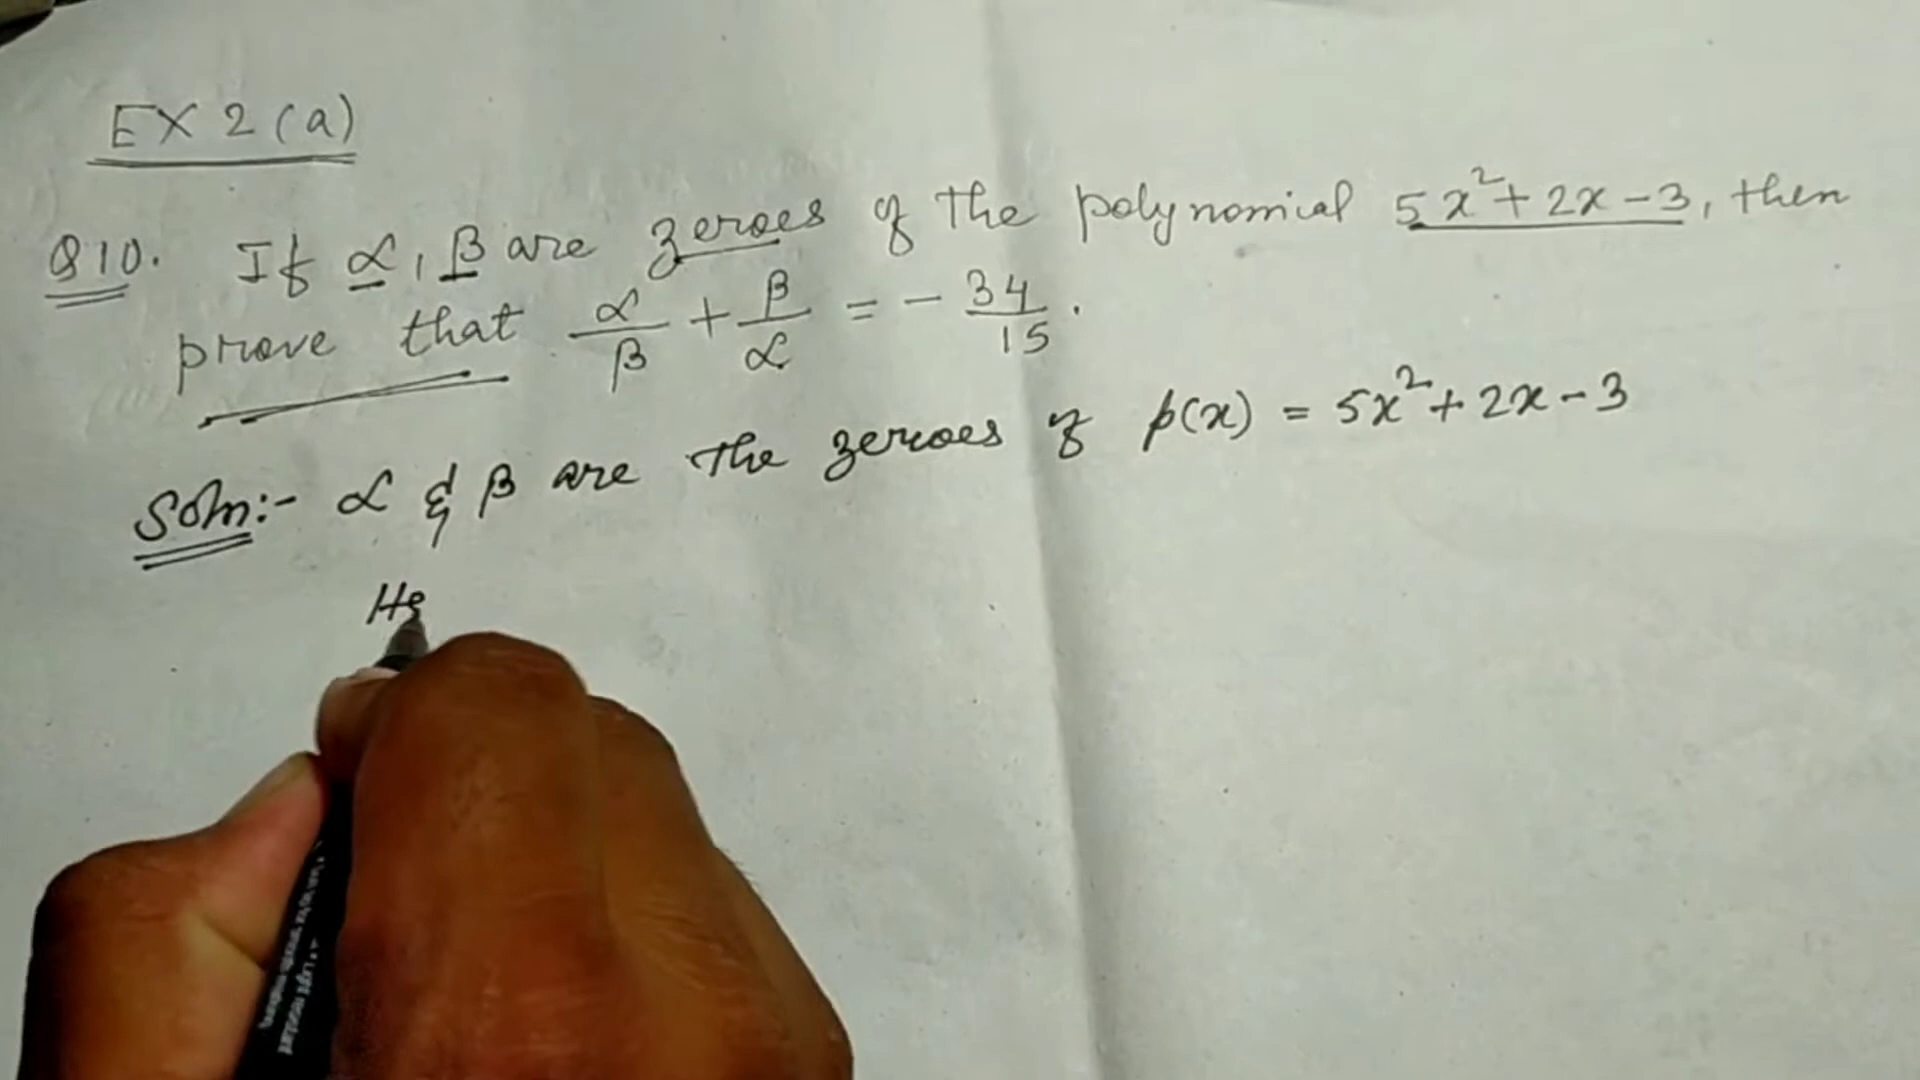 EX 2 (a)
Q10. If α, β are zeroes of the polynomial 5x²+2x-3, then
prove that α/β + β/α = - 34/15.
Soln:- α & β are the zeroes of p(x) = 5x²+2x-3
He